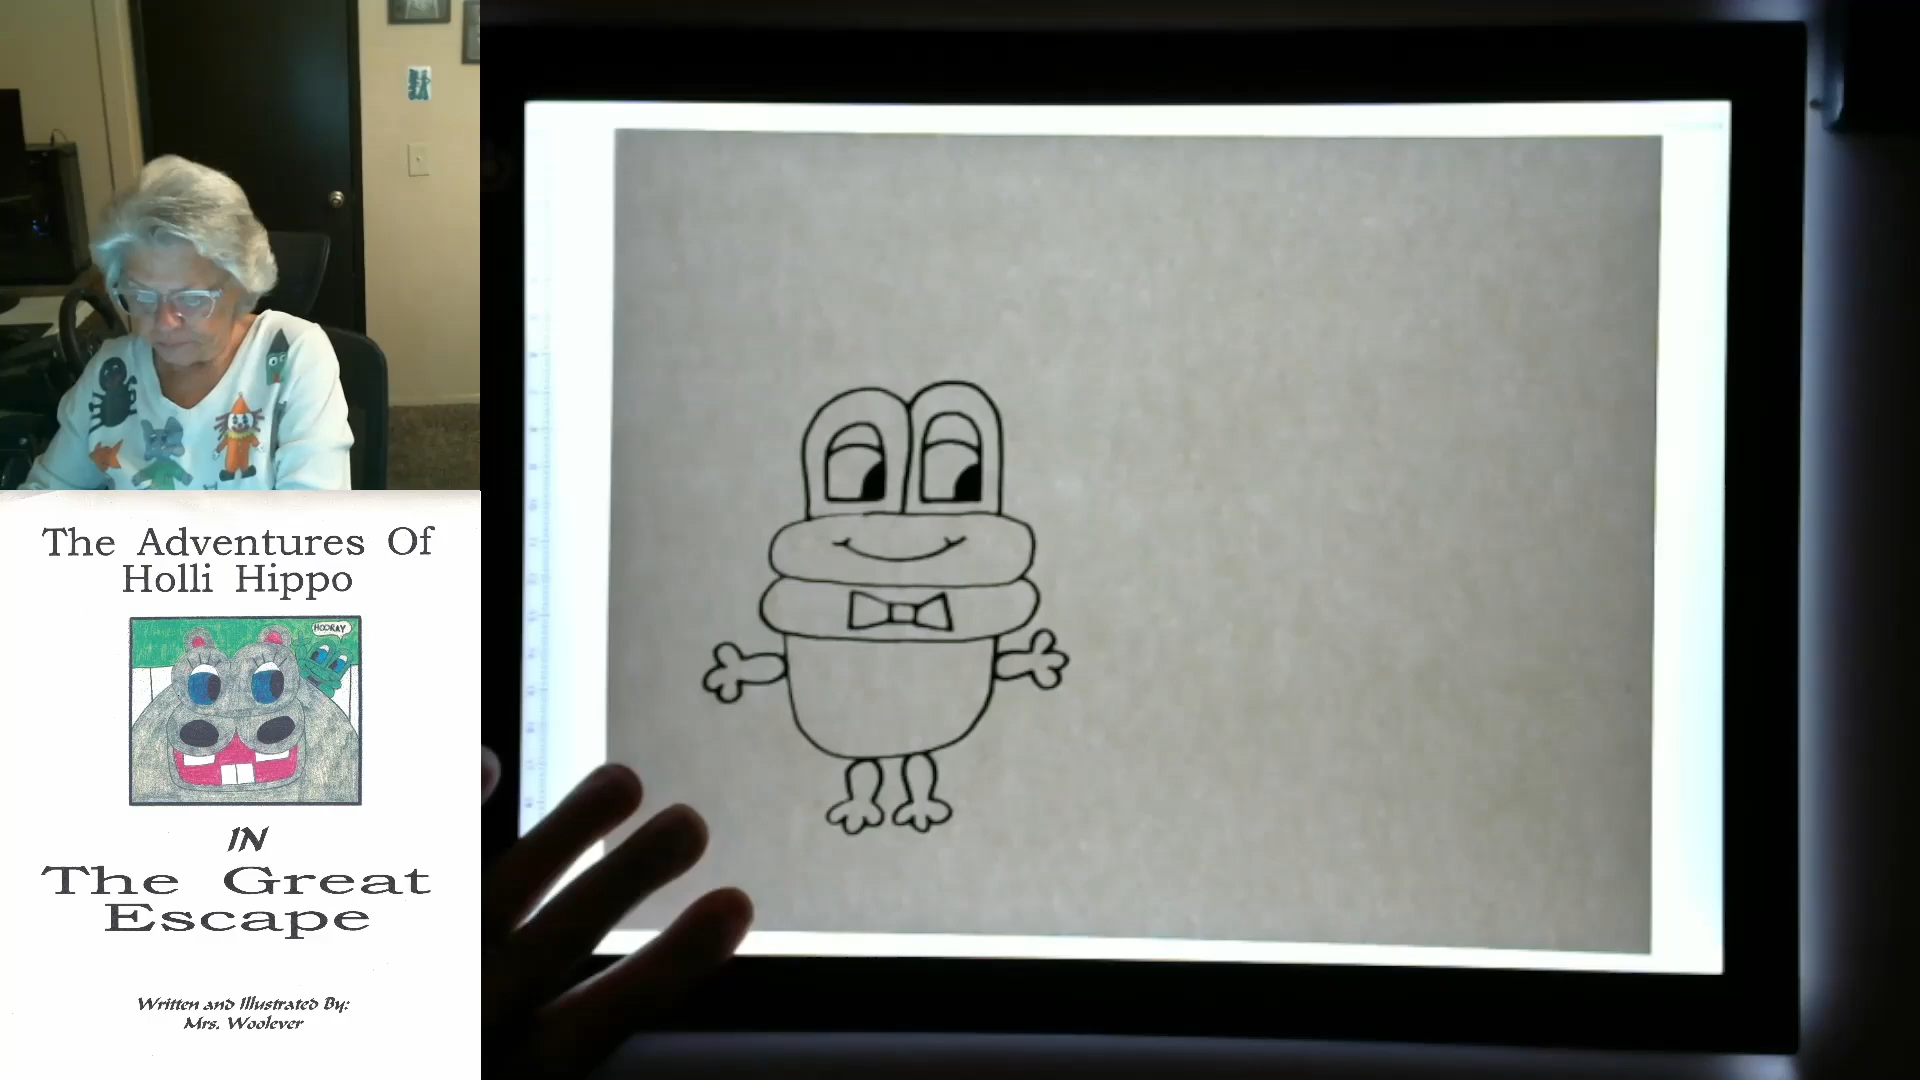 The Adventures Of
Holli Hippo
HOORAY
IN
The Great
Escape
Written and Illustrated By:
Mrs. Woolever